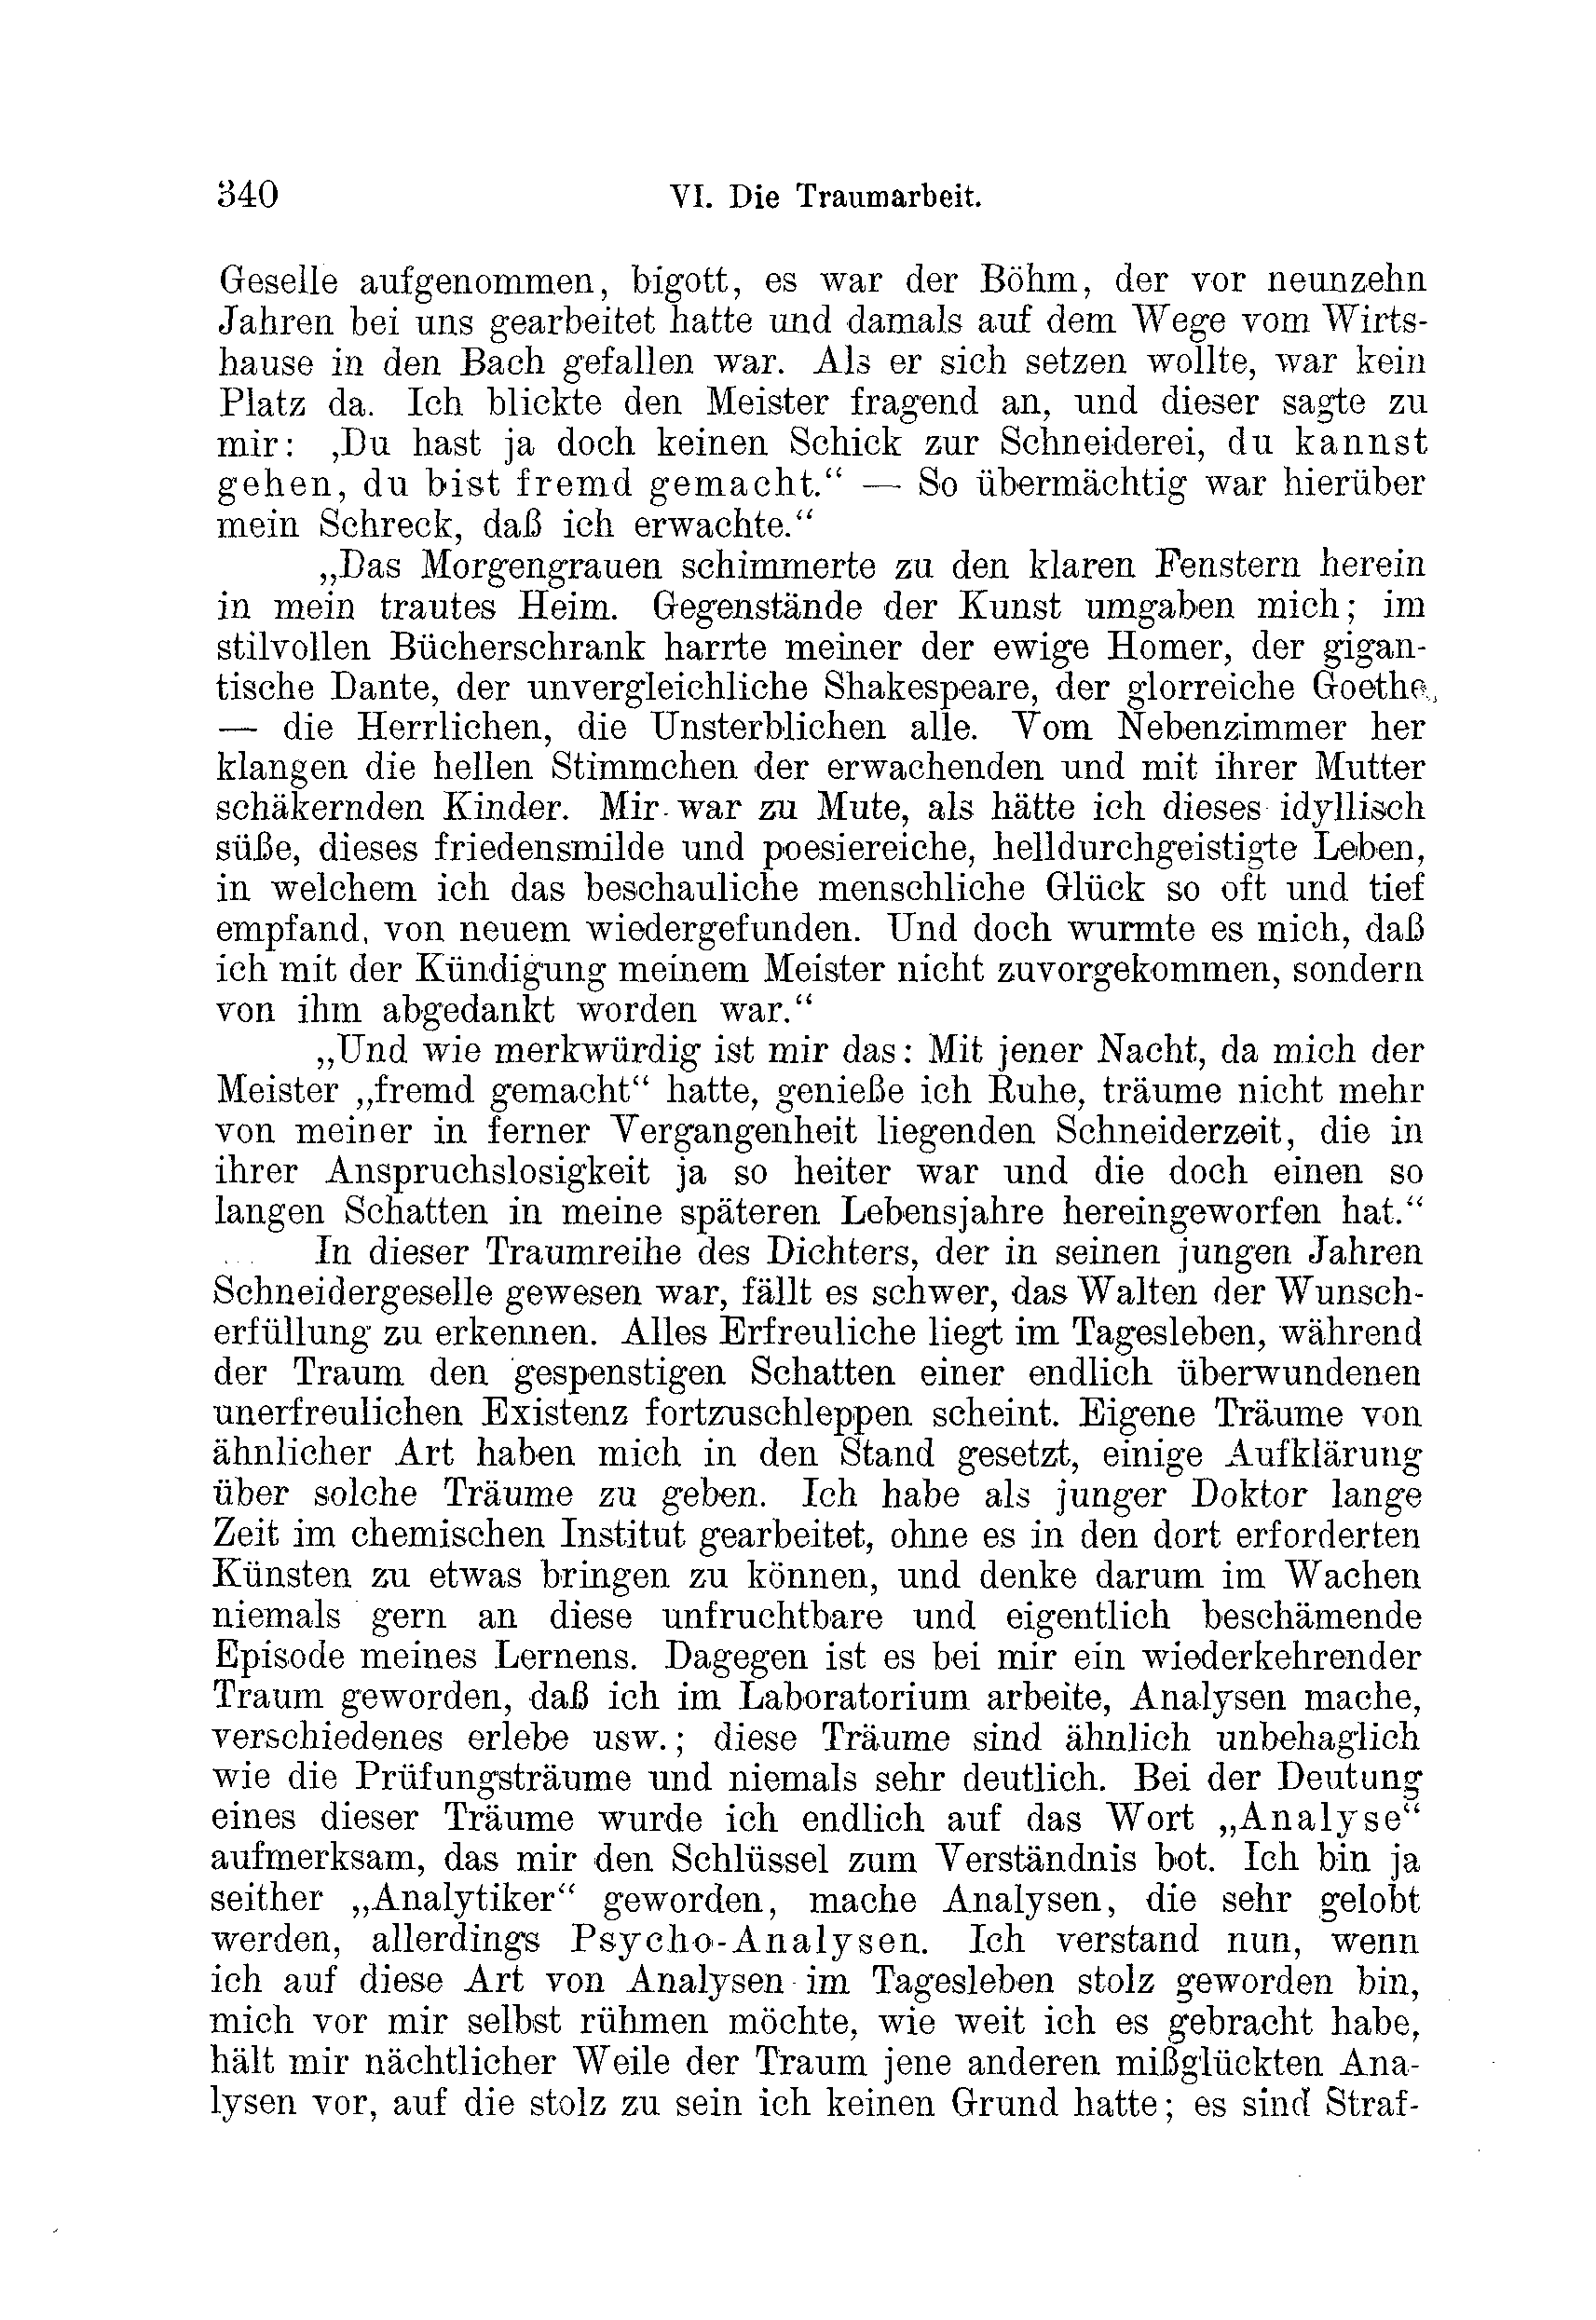 340 VI. Die Traumarbeit.
Geselle aufgenommen, bigott, es war der Böhm, der vor neunzehn
Jahren bei uns gearbeitet hatte und damals auf dem Wege vom Wirts-
hause in den Bach gefallen war. Als er sich setzen wollte, war kein
Platz da. Ich blickte den Meister fragend an, und dieser sagte zu
mir: ‚Du hast ja doch keinen Schick zur Schneiderei, du kannst
gehen, du bist fremd gemacht.“ — So übermächtig war hierüber
mein Schreck, daß ich erwachte.“
„Das Morgengrauen schimmerte zu den klaren Fenstern herein
in mein trautes Heim. Gegenstände der Kunst umgaben mich; im
stilvollen Bücherschrank harrte meiner der ewige Homer, der gigan-
tische Dante, der unvergleichliche Shakespeare, der glorreiche Goethe,
— die Herrlichen, die Unsterblichen alle. Vom Nebenzimmer her
klangen die hellen Stimmchen der erwachenden und mit ihrer Mutter
schäkernden Kinder. Mir war zu Mute, als hätte ich dieses idyllisch
süße, dieses friedensmilde und poesiereiche, helldurchgeistigte Leben,
in welchem ich das beschauliche menschliche Glück so oft und tief
empfand, von neuem wiedergefunden. Und doch wurmte es mich, daß
ich mit der Kündigung meinem Meister nicht zuvorgekommen, sondern
von ihm abgedankt worden war.“
„Und wie merkwürdig ist mir das: Mit jener Nacht, da mich der
Meister „fremd gemacht“ hatte, genieße ich Ruhe, träume nicht mehr
von meiner in ferner Vergangenheit liegenden Schneiderzeit, die in
ihrer Anspruchslosigkeit ja so heiter war und die doch einen so
langen Schatten in meine späteren Lebensjahre hereingeworfen hat.“
In dieser Traumreihe des Dichters, der in seinen jungen Jahren
Schneidergeselle gewesen war, fällt es schwer, das Walten der Wunsch-
erfüllung zu erkennen. Alles Erfreuliche liegt im Tagesleben, während
der Traum den gespenstigen Schatten einer endlich überwundenen
unerfreulichen Existenz fortzuschleppen scheint. Eigene Träume von
ähnlicher Art haben mich in den Stand gesetzt, einige Aufklärung
über solche Träume zu geben. Ich habe als junger Doktor lange
Zeit im chemischen Institut gearbeitet, ohne es in den dort erforderten
Künsten zu etwas bringen zu können, und denke darum im Wachen
niemals gern an diese unfruchtbare und eigentlich beschämende
Episode meines Lernens. Dagegen ist es bei mir ein wiederkehrender
Traum geworden, daß ich im Laboratorium arbeite, Analysen mache,
verschiedenes erlebe usw.; diese Träume sind ähnlich unbehaglich
wie die Prüfungsträume und niemals sehr deutlich. Bei der Deutung
eines dieser Träume wurde ich endlich auf das Wort „Analyse“
aufmerksam, das mir den Schlüssel zum Verständnis bot. Ich bin ja
seither „Analytiker“ geworden, mache Analysen, die sehr gelobt
werden, allerdings Psycho-Analysen. Ich verstand nun, wenn
ich auf diese Art von Analysen im Tagesleben stolz geworden bin,
mich vor mir selbst rühmen möchte, wie weit ich es gebracht habe,
hält mir nächtlicher Weile der Traum jene anderen mißglückten Ana-
lysen vor, auf die stolz zu sein ich keinen Grund hatte; es sind Straf-